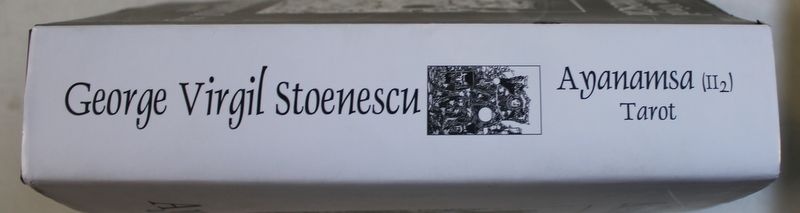 George Virgil Stoenescu
Ayanamsa (II2)
Tarot